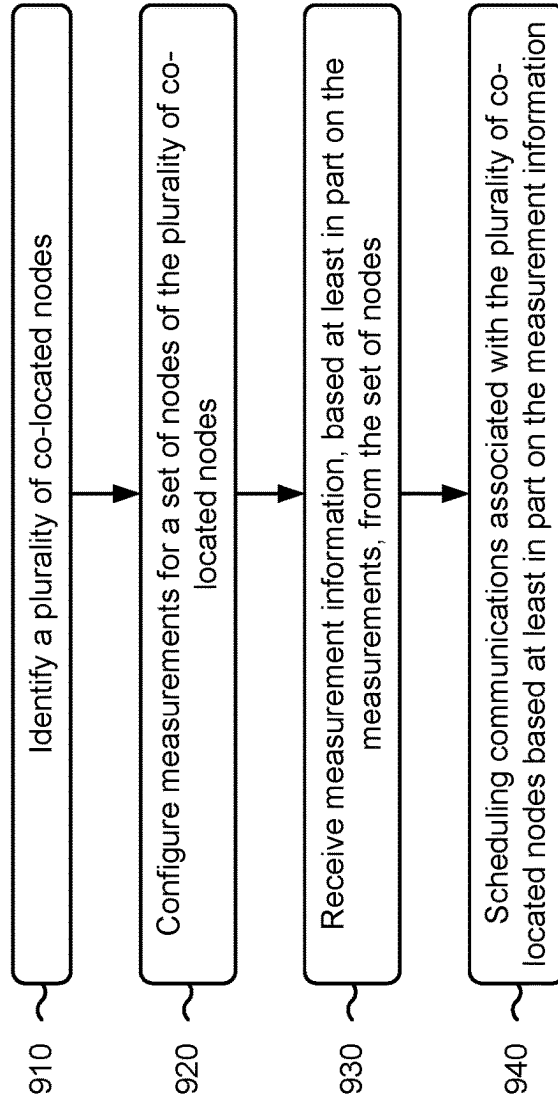 910
Identify a plurality of co-located nodes
920
Configure measurements for a set of nodes of the plurality of co-
located nodes
930
Receive measurement information, based at least in part on the
measurements, from the set of nodes
940
Scheduling communications associated with the plurality of co-
located nodes based at least in part on the measurement information